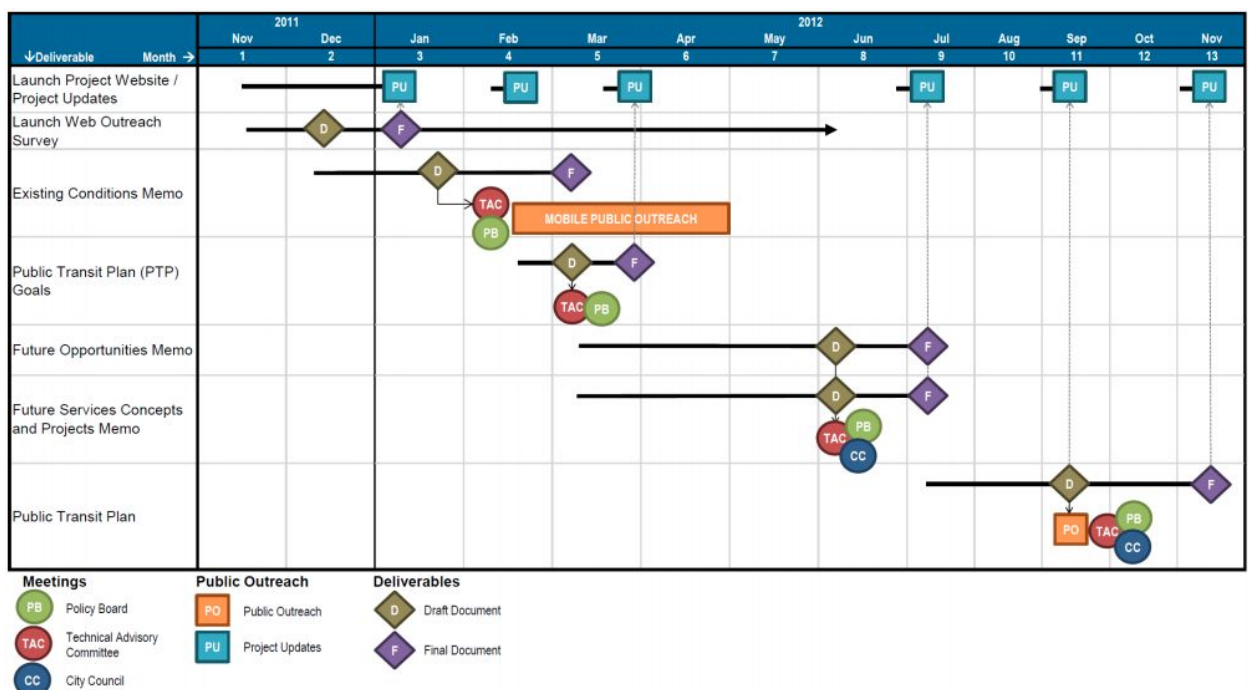 2011 2012
Nov Dec Jan Feb Mar Apr May Jun Jul Aug Sep Oct Nov
↓Deliverable Month → 1 2 3 4 5 6 7 8 9 10 11 12 13
Launch Project Website /
Project Updates
PU PU PU PU PU PU
Launch Web Outreach
Survey
D F
Existing Conditions Memo
D F
TAC
PB
MOBILE PUBLIC OUTREACH
Public Transit Plan (PTP)
Goals
D F
TAC PB
Future Opportunities Memo
D F
Future Services Concepts
and Projects Memo
D F
TAC PB
CC
Public Transit Plan
D F
PO TAC PB
CC
Meetings Public Outreach Deliverables
PB Policy Board
PO Public Outreach
D Draft Document
TAC Technical Advisory
Committee
PU Project Updates
F Final Document
CC City Council